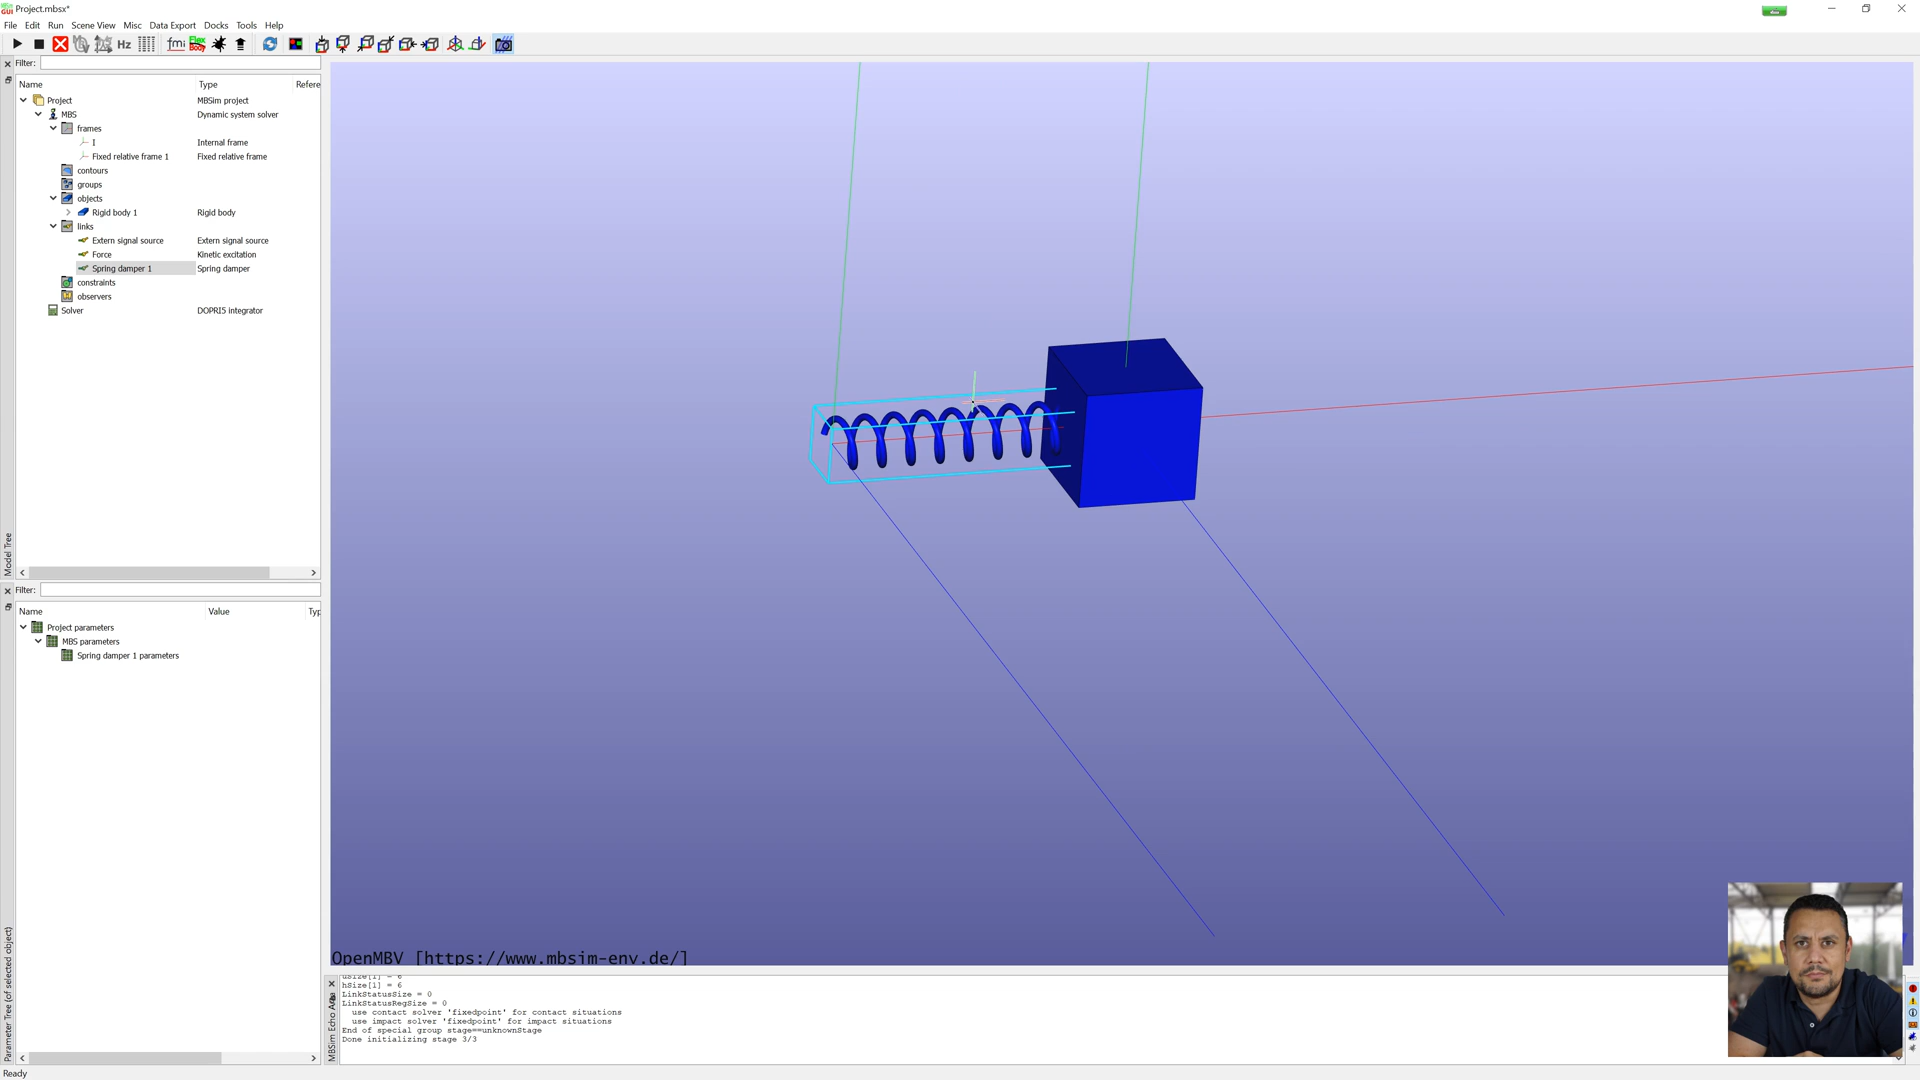 Project.mbsx*
File Edit Run Scene View Misc Data Export Docks Tools Help
Hz fmi Flex Body
Filter:
Name Type Refere
Project MBSim project
MBS Dynamic system solver
frames
I Internal frame
Fixed relative frame 1 Fixed relative frame
contours
groups
objects
Rigid body 1 Rigid body
links
Extern signal source Extern signal source
Force Kinetic excitation
Spring damper 1 Spring damper
constraints
observers
Solver DOPRI5 integrator
Model Tree
Filter:
Name Value Typ
Project parameters
MBS parameters
Spring damper 1 parameters
Parameter Tree (of selected object)
OpenMBV [https://www.mbsim-env.de/]
uSize[1] = 6
hSize[1] = 6
LinkStatusSize = 0
LinkStatusRegSize = 0
use contact solver 'fixedpoint' for contact situations
use impact solver 'fixedpoint' for impact situations
End of special group stage==unknownStage
Done initializing stage 3/3
MBSim Echo Area
Ready